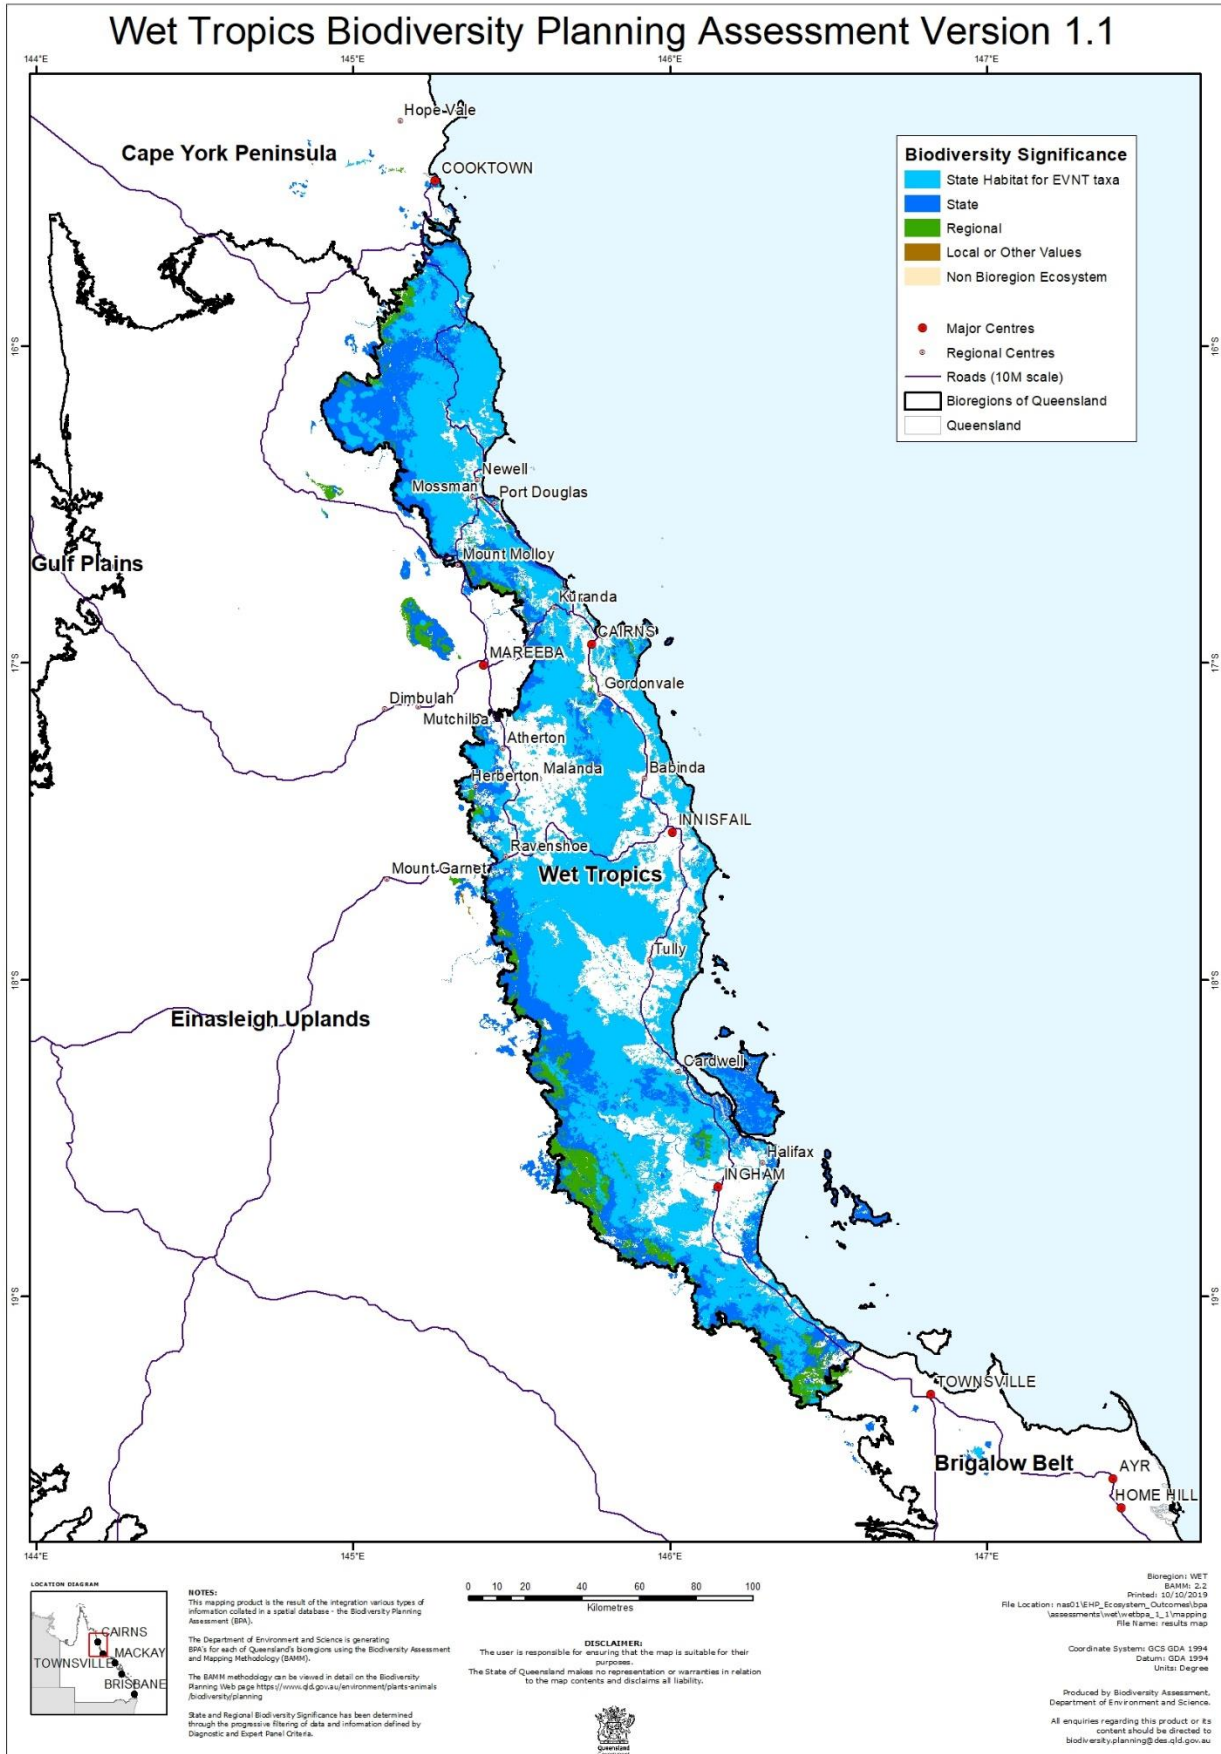 Wet Tropics Biodiversity Planning Assessment Version 1.1
144°E
145°E
146°E
147°E
Hope Vale
Cape York Peninsula
COOKTOWN
Biodiversity Significance
State Habitat for EVNT taxa
State
Regional
Local or Other Values
Non Bioregion Ecosystem
Major Centres
Regional Centres
Roads (10M scale)
Bioregions of Queensland
Queensland
16°S
16°S
Newell
Mossman
Port Douglas
Mount Molloy
Gulf Plains
Kuranda
CAIRNS
17°S
MAREEBA
17°S
Gordonvale
Dimbulah
Mutchilba
Atherton
Malanda
Babinda
Herberton
INNISFAIL
Ravenshoe
Mount Garnet
Wet Tropics
Tully
18°S
18°S
Einasleigh Uplands
Cardwell
Halifax
INGHAM
19°S
19°S
TOWNSVILLE
Brigalow Belt
AYR
HOME HILL
144°E
145°E
146°E
147°E
LOCATION DIAGRAM
CAIRNS
MACKAY
TOWNSVILLE
BRISBANE
NOTES:
This mapping product is the result of the integration various types of
information collated in a spatial database - the Biodiversity Planning
Assessment (BPA).
The Department of Environment and Science is generating
BPA's for each of Queensland's bioregions using the Biodiversity Assessment
and Mapping Methodology (BAMM).
The BAMM methodology can be viewed in detail on the Biodiversity
Planning Web page https://www.qld.gov.au/environment/plants-animals
/biodiversity/planning
State and Regional Biodiversity Significance has been determined
through the progressive filtering of data and information defined by
Diagnostic and Expert Panel Criteria.
0 10 20 40 60 80 100
Kilometres
DISCLAIMER:
The user is responsible for ensuring that the map is suitable for their
purposes.
The State of Queensland makes no representation or warranties in relation
to the map contents and disclaims all liability.
Queensland
Government
Bioregion: WET
BAMM: 2.2
Printed: 10/10/2019
File Location: nas01\EHP_Ecosystem_Outcomes\bpa
\assessments\wet\wetbpa_1_1\mapping
File Name: results map
Coordinate System: GCS GDA 1994
Datum: GDA 1994
Units: Degree
Produced by Biodiversity Assessment,
Department of Environment and Science.
All enquiries regarding this product or its
content should be directed to
biodiversity.planning@des.qld.gov.au